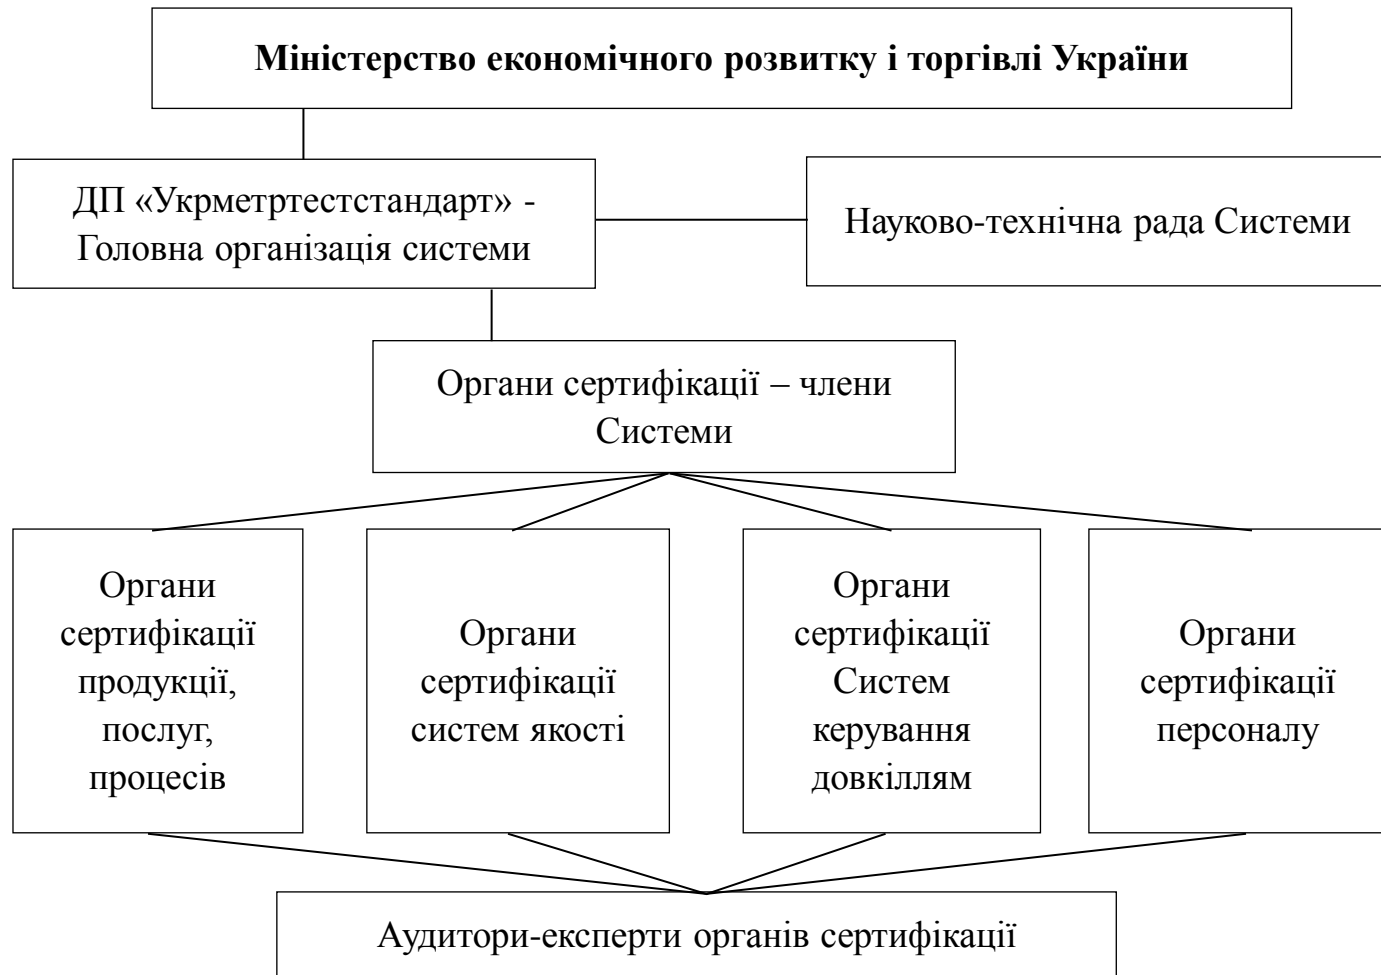 Міністерство економічного розвитку і торгівлі України
ДП «Укрметртестстандарт» -
Головна організація системи
Науково-технічна рада Системи
Органи сертифікації – члени
Системи
Органи
сертифікації
продукції,
послуг,
процесів
Органи
сертифікації
систем якості
Органи
сертифікації
Систем
керування
довкіллям
Органи
сертифікації
персоналу
Аудитори-експерти органів сертифікації